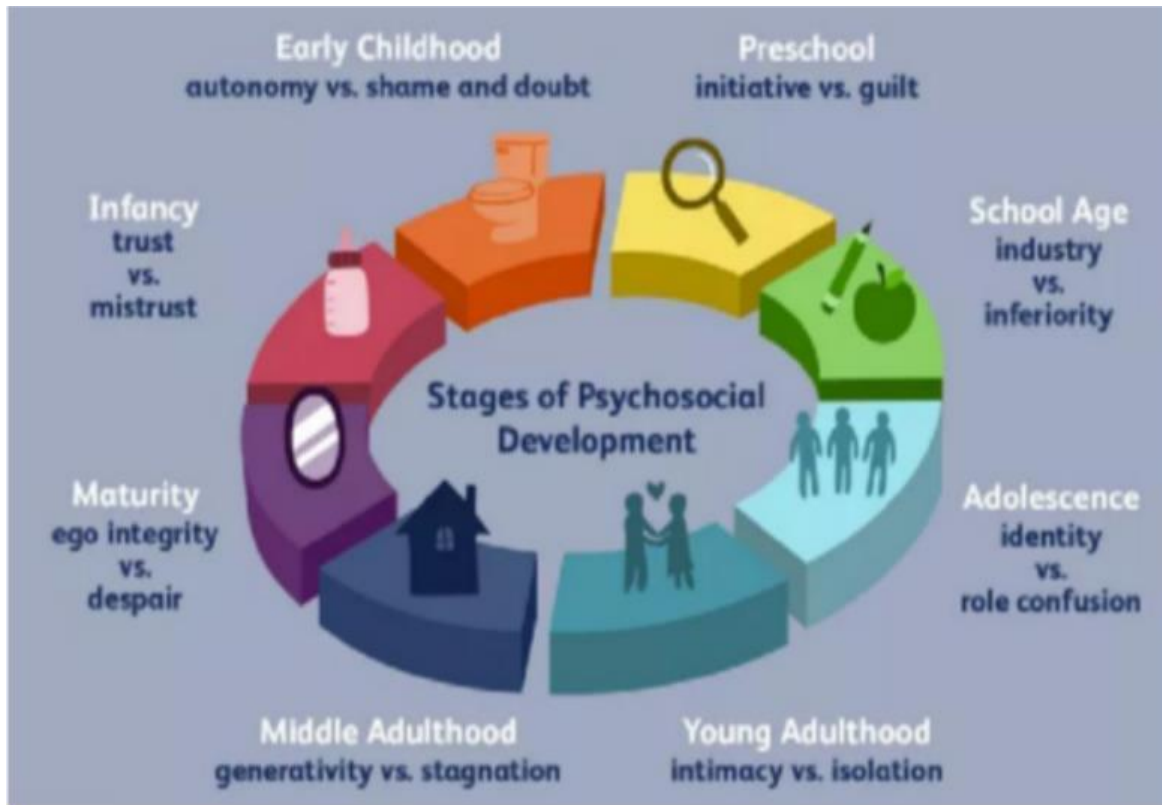 Early Childhood
autonomy vs. shame and doubt
Preschool
initiative vs. guilt
Infancy
trust
vs.
mistrust
School Age
industry
vs.
inferiority
Stages of Psychosocial
Development
Maturity
ego integrity
vs.
despair
Adolescence
identity
vs.
role confusion
Middle Adulthood
generativity vs. stagnation
Young Adulthood
intimacy vs. isolation